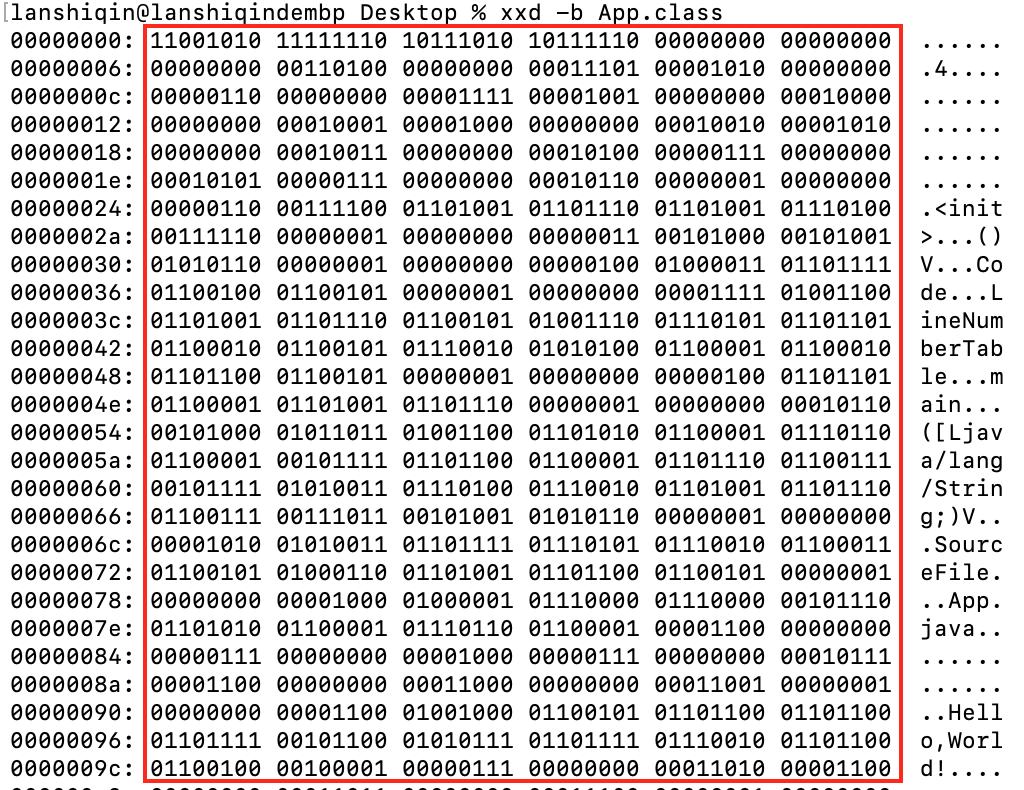 [lanshiqin@lanshiqindembp Desktop % xxd -b App.class
00000000: 11001010 11111110 10111010 10111110 00000000 00000000 ......
00000006: 00000000 00110100 00000000 00011101 00001010 00000000 .4....
0000000c: 00000110 00000000 00001111 00001001 00000000 00010000 ......
00000012: 00000000 00010001 00001000 00000000 00010010 00001010 ......
00000018: 00000000 00010011 00000000 00010100 00000111 00000000 ......
0000001e: 00010101 00000111 00000000 00010110 00000001 00000000 ......
00000024: 00000110 00111100 01101001 01101110 01101001 01110100 .<init
0000002a: 00111110 00000001 00000000 00000011 00101000 00101001 >...()
00000030: 01010110 00000001 00000000 00000100 01000011 01101111 V...Co
00000036: 01100100 01100101 00000001 00000000 00001111 01001100 de...L
0000003c: 01101001 01101110 01100101 01001110 01110101 01101101 ineNum
00000042: 01100010 01100101 01110010 01010100 01100001 01100010 berTab
00000048: 01101100 01100101 00000001 00000000 00000100 01101101 le...m
0000004e: 01100001 01101001 01101110 00000001 00000000 00010110 ain...
00000054: 00101000 01011011 01001100 01101010 01100001 01110110 ([Ljav
0000005a: 01100001 00101111 01101100 01100001 01101110 01100111 a/lang
00000060: 00101111 01010011 01110100 01110010 01101001 01101110 /Strin
00000066: 01100111 00111011 00101001 01010110 00000001 00000000 g;)V..
0000006c: 00001010 01010011 01101111 01110101 01110010 01100011 .Sourc
00000072: 01100101 01000110 01101001 01101100 01100101 00000001 eFile.
00000078: 00000000 00001000 01000001 01110000 01110000 00101110 ..App.
0000007e: 01101010 01100001 01110110 01100001 00001100 00000000 java..
00000084: 00000111 00000000 00001000 00000111 00000000 00010111 ......
0000008a: 00001100 00000000 00011000 00000000 00011001 00000001 ......
00000090: 00000000 00001100 01001000 01100101 01101100 01101100 ..Hell
00000096: 01101111 00101100 01010111 01101111 01110010 01101100 o,Worl
0000009c: 01100100 00100001 00000111 00000000 00011010 00001100 d!....